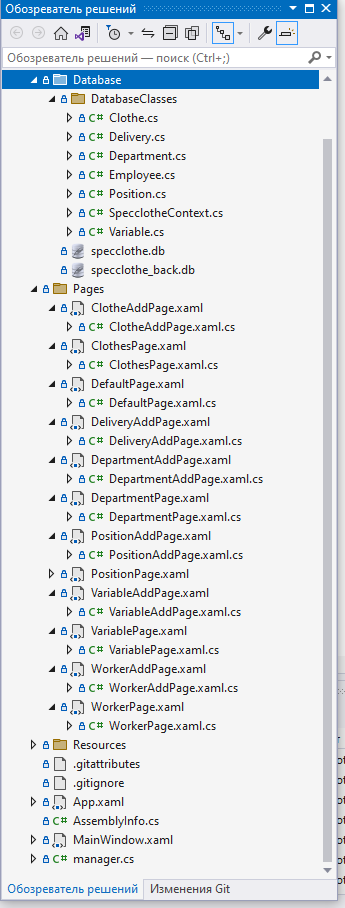 Обозреватель решений
Обозреватель решений — поиск (Ctrl+;)
Database
DatabaseClasses
C# Clothe.cs
C# Delivery.cs
C# Department.cs
C# Employee.cs
C# Position.cs
C# SpecclotheContext.cs
C# Variable.cs
specclothe.db
specclothe_back.db
Pages
ClotheAddPage.xaml
C# ClotheAddPage.xaml.cs
ClothesPage.xaml
C# ClothesPage.xaml.cs
DefaultPage.xaml
C# DefaultPage.xaml.cs
DeliveryAddPage.xaml
C# DeliveryAddPage.xaml.cs
DepartmentAddPage.xaml
C# DepartmentAddPage.xaml.cs
DepartmentPage.xaml
C# DepartmentPage.xaml.cs
PositionAddPage.xaml
C# PositionAddPage.xaml.cs
PositionPage.xaml
VariableAddPage.xaml
C# VariableAddPage.xaml.cs
VariablePage.xaml
C# VariablePage.xaml.cs
WorkerAddPage.xaml
C# WorkerAddPage.xaml.cs
WorkerPage.xaml
C# WorkerPage.xaml.cs
Resources
.gitattributes
.gitignore
App.xaml
C# AssemblyInfo.cs
MainWindow.xaml
C# manager.cs
Обозреватель решений Изменения Git